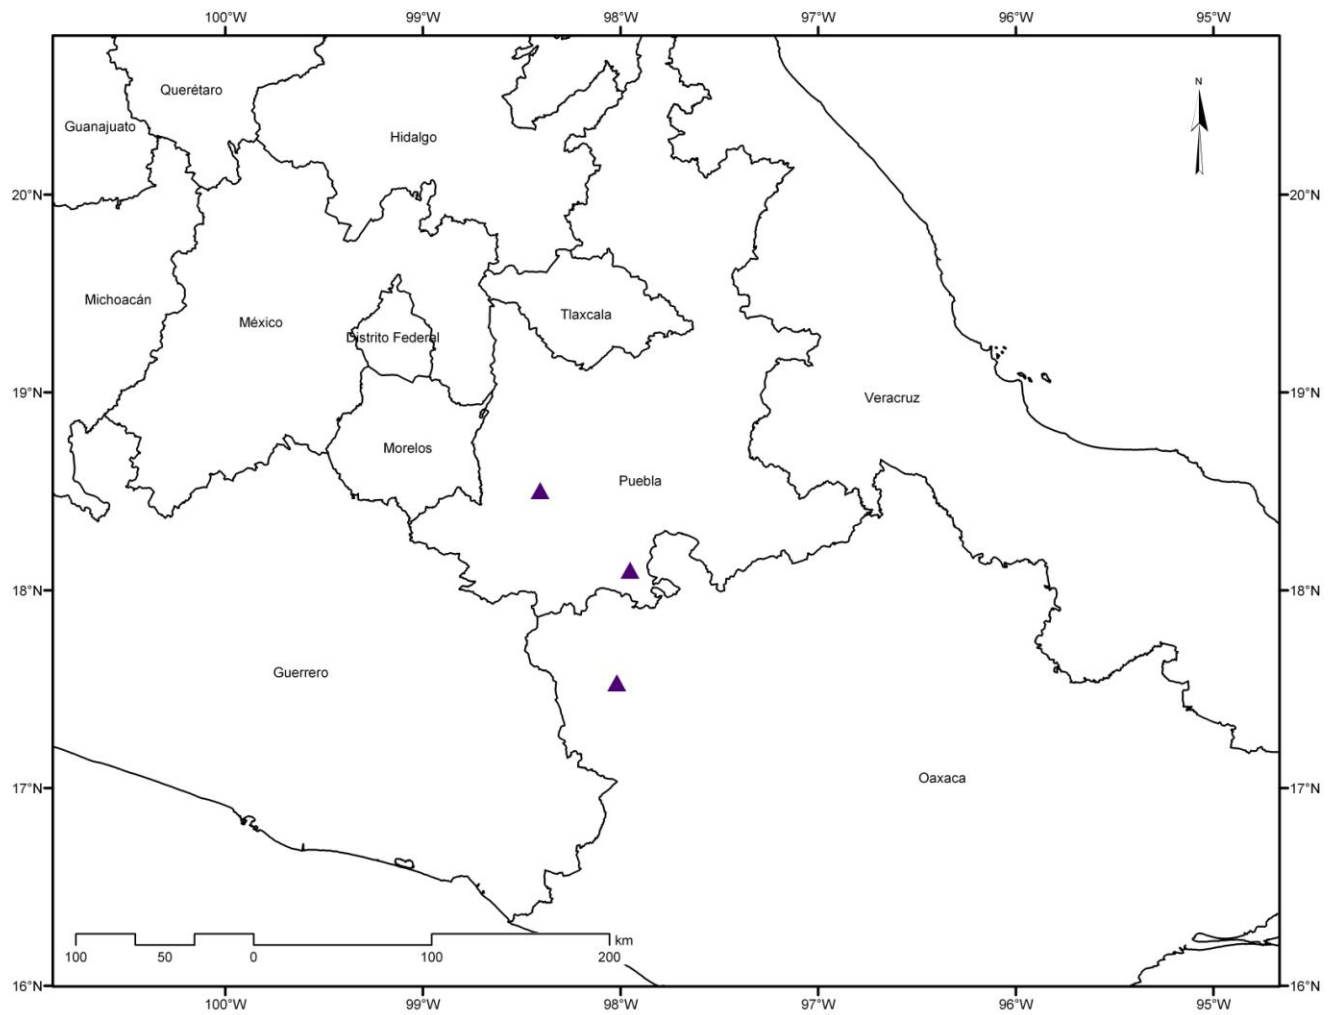 100°W 99°W 98°W 97°W 96°W 95°W
N
Querétaro
Guanajuato
Hidalgo
20°N 20°N
Michoacán
Tlaxcala
México
Distrito Federal
19°N 19°N
Veracruz
Morelos
Puebla
18°N 18°N
Guerrero
Oaxaca
17°N 17°N
km
100 50 0 100 200
16°N 16°N
100°W 99°W 98°W 97°W 96°W 95°W